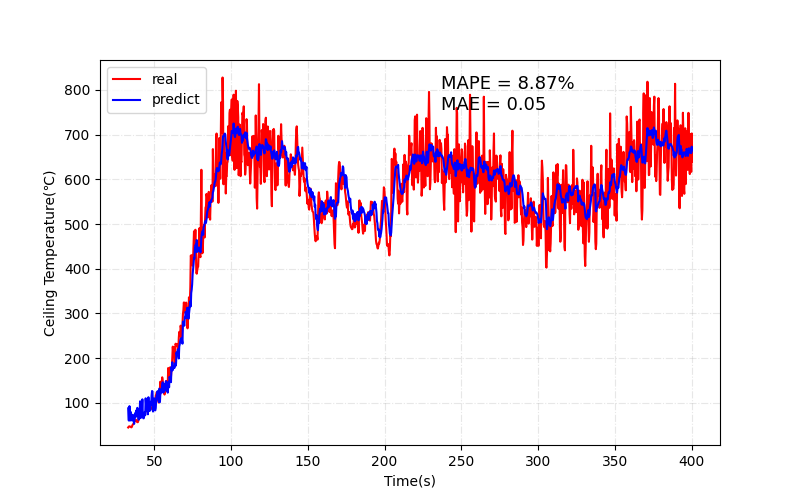 MAPE = 8.87%
MAE = 0.05
real
predict
800
700
600
500
400
300
200
100
Ceiling Temperature(℃)
50 100 150 200 250 300 350 400
Time(s)